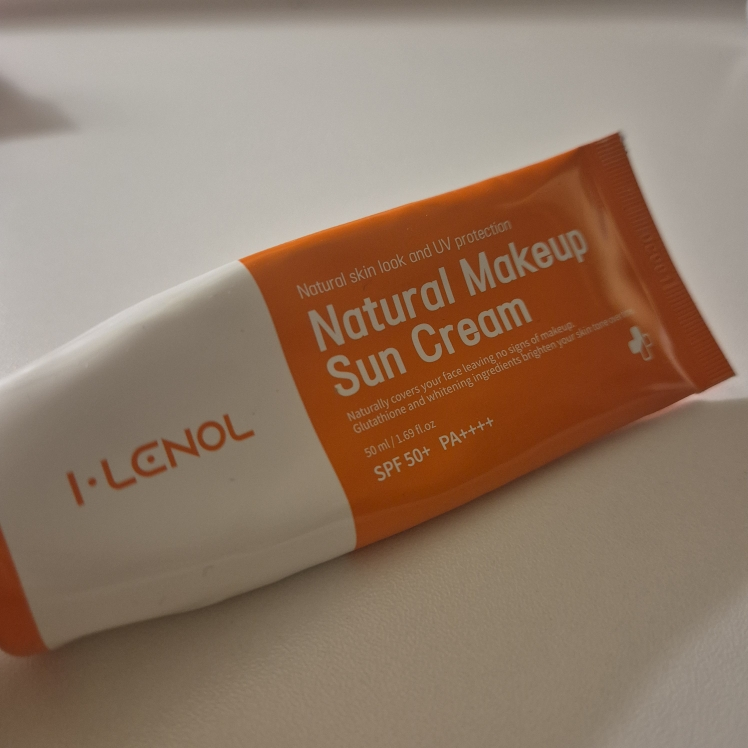 I·LENOL
Natural skin look and UV protection
Natural Makeup
Sun Cream
Naturally covers your face leaving no signs of makeup.
Glutathione and whitening ingredients brighten your skin tone
50 ml / 1.69 fl.oz
SPF 50+ PA++++